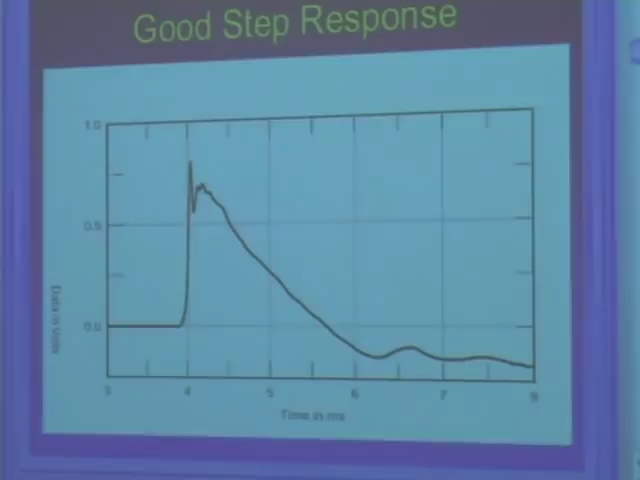 Good Step Response
1.0
0.5
0.0
Data in Volts
3 4 5 6 7 8
Time in ms